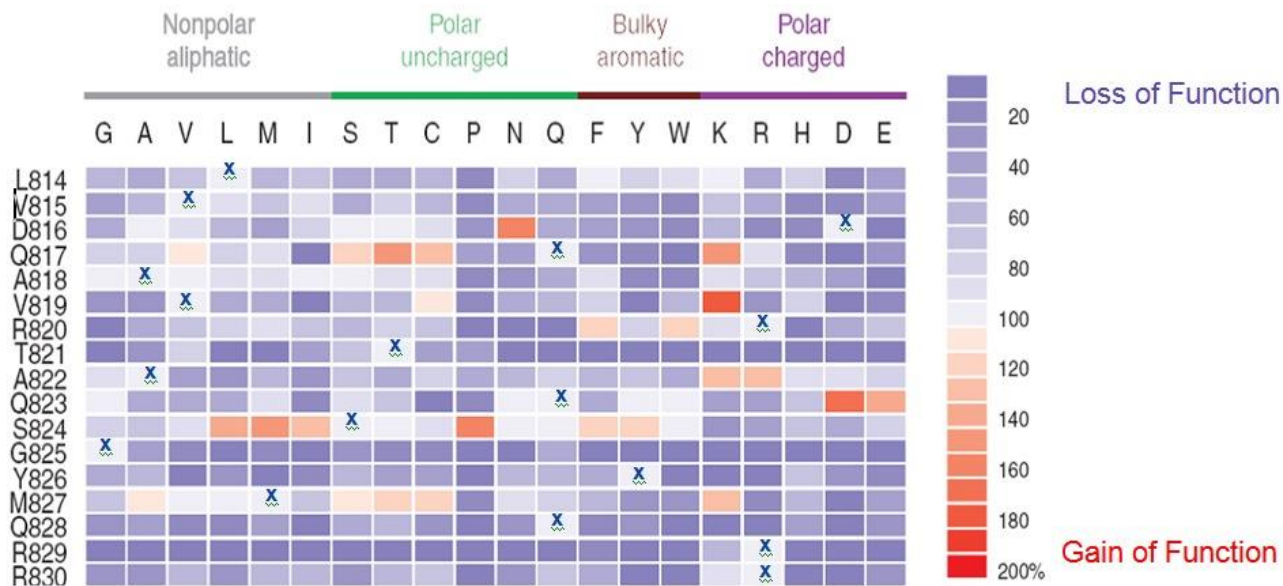 Nonpolar aliphatic
Polar uncharged
Bulky aromatic
Polar charged
G A V L M I S T C P N Q F Y W K R H D E
L814 X
V815 X
D816 X
Q817 X
A818 X
V819 X
R820 X
T821 X
A822 X
Q823 X
S824 X
G825 X
Y826 X
M827 X
Q828 X
R829 X
R830 X
Loss of Function
20
40
60
80
100
120
140
160
180
200%
Gain of Function